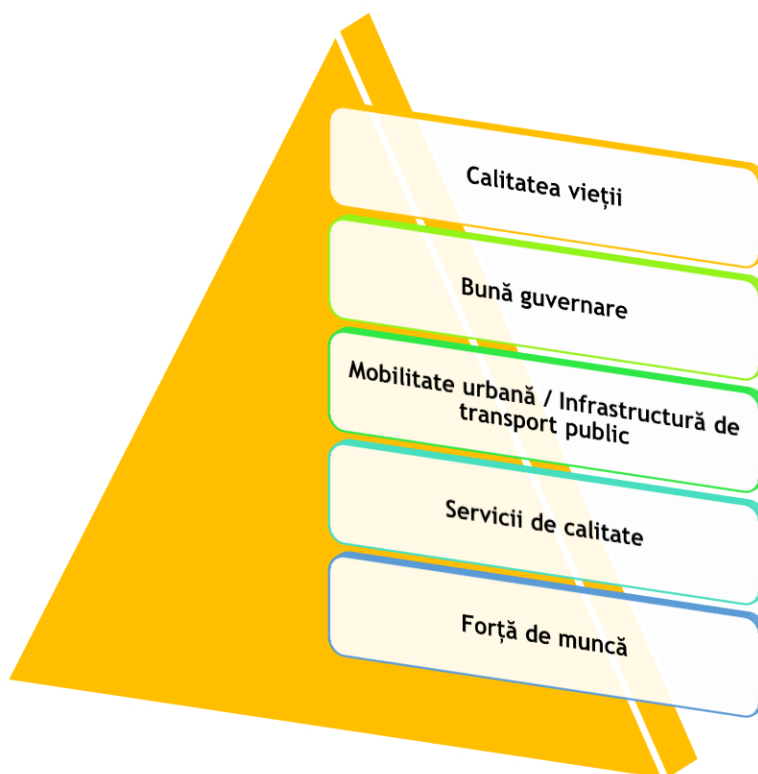 Calitatea vieții
Bună guvernare
Mobilitate urbană / Infrastructură de
transport public
Servicii de calitate
Forță de muncă